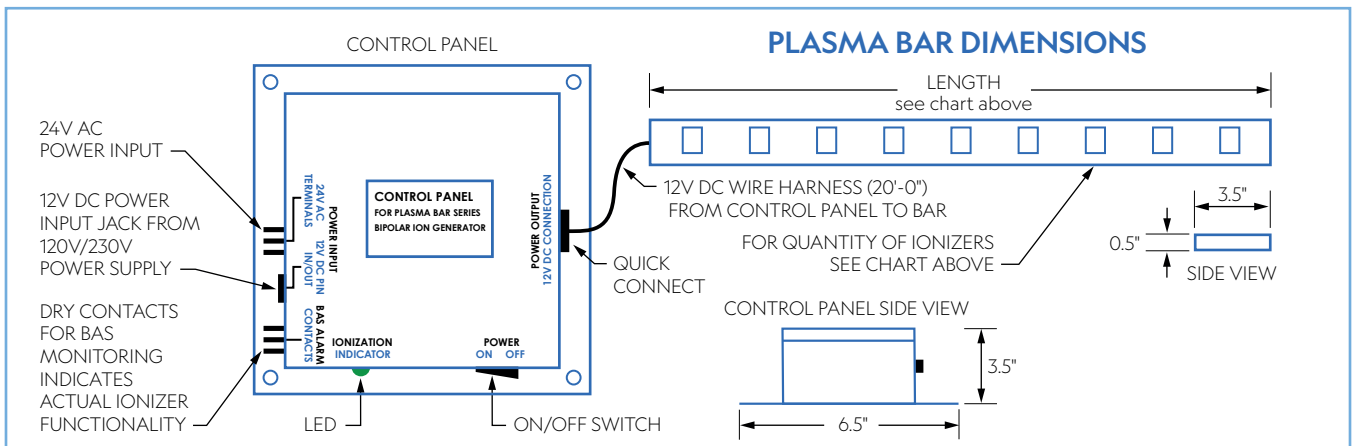 PLASMA BAR DIMENSIONS
CONTROL PANEL
LENGTH
see chart above
24V AC
POWER INPUT
12V DC POWER
INPUT JACK FROM
120V/230V
POWER SUPPLY
DRY CONTACTS
FOR BAS
MONITORING
INDICATES
ACTUAL IONIZER
FUNCTIONALITY
24V AC
TERMINALS
POWER INPUT
12V DC PIN
IN/OUT
BAS ALARM
CONTACTS
CONTROL PANEL
FOR PLASMA BAR SERIES
BIPOLAR ION GENERATOR
POWER OUTPUT
12V DC CONNECTION
IONIZATION
INDICATOR
POWER
ON OFF
LED
ON/OFF SWITCH
QUICK
CONNECT
12V DC WIRE HARNESS (20'-0")
FROM CONTROL PANEL TO BAR
FOR QUANTITY OF IONIZERS
SEE CHART ABOVE
3.5"
0.5"
SIDE VIEW
CONTROL PANEL SIDE VIEW
3.5"
6.5"